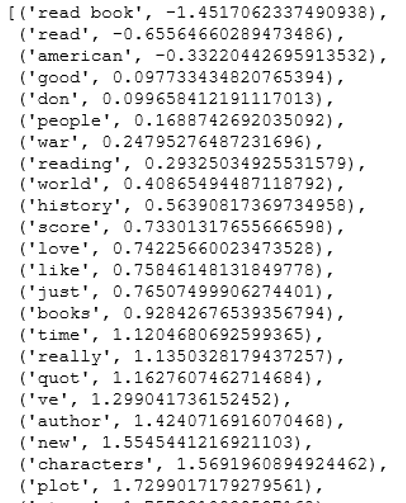 [('read book', -1.4517062337490938),
('read', -0.65564660289473486),
('american', -0.33220442695913532),
('good', 0.097733434820765394),
('don', 0.099658412191117013),
('people', 0.1688742692035092),
('war', 0.24795276487231696),
('reading', 0.29325034925531579),
('world', 0.40865494487118792),
('history', 0.56390817369734958),
('score', 0.73301317655666598),
('love', 0.74225660023473528),
('like', 0.75846148131849778),
('just', 0.76507499906274401),
('books', 0.92842676539356794),
('time', 1.1204680692599365),
('really', 1.1350328179437257),
('quot', 1.1627607462714684),
('ve', 1.299041736152452),
('author', 1.4240716916070468),
('new', 1.5545441216921103),
('characters', 1.5691960894924462),
('plot', 1.7299017179279561),